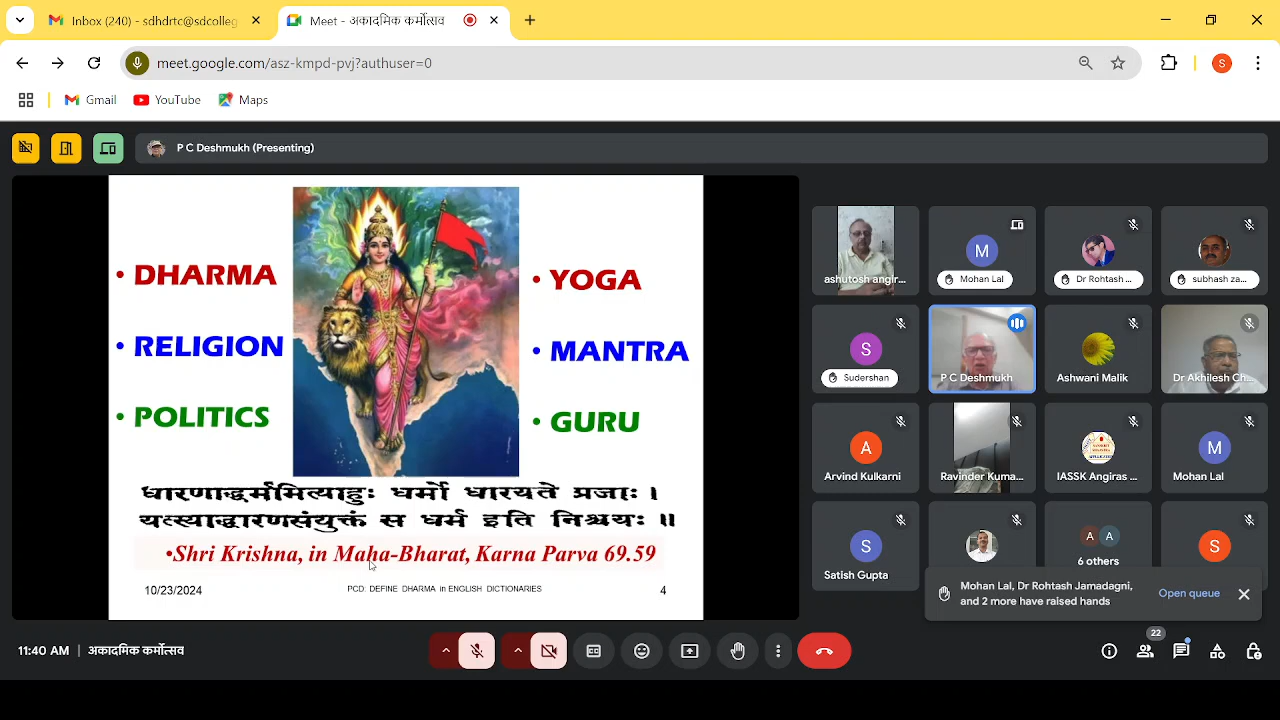 Inbox (240) - sdhdrtc@sdcolleg
Meet - अकादमिक कर्मोत्सव
meet.google.com/asz-kmpd-pvj?authuser=0
S
Gmail
YouTube
Maps
P C Deshmukh (Presenting)
• DHARMA
• RELIGION
• POLITICS
• YOGA
• MANTRA
• GURU
धारणाद्धर्ममित्याहुः धर्मो धारयते प्रजाः ।
यत्स्याद्धारणसंयुक्तं स धर्म इति निश्चयः ॥
•Shri Krishna, in Maha-Bharat, Karna Parva 69.59
10/23/2024
PCD: DEFINE DHARMA in ENGLISH DICTIONARIES
4
ashutosh angir...
M
Mohan Lal
Dr Rohtash ...
subhash za...
S
Sudershan
P C Deshmukh
Ashwani Malik
Dr Akhilesh Ch...
A
Arvind Kulkarni
Ravinder Kuma...
IASSK Angiras ...
M
Mohan Lal
S
Satish Gupta
A A
6 others
S
Mohan Lal, Dr Rohtash Jamadagni,
and 2 more have raised hands
Open queue
11:40 AM | अकादमिक कर्मोत्सव
22